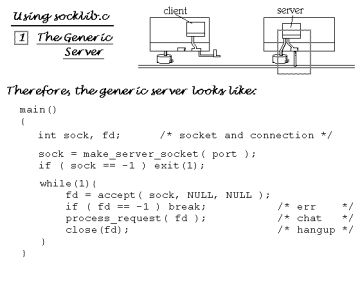 Using socklib.c
client
server
1 The Generic
Server
Therefore, the generic server looks like:
main()
{
int sock, fd; /* socket and connection */
sock = make_server_socket( port );
if ( sock == -1 ) exit(1);
while(1){
fd = accept( sock, NULL, NULL );
if ( fd == -1 ) break; /* err */
process_request( fd ); /* chat */
close(fd); /* hangup */
}
}